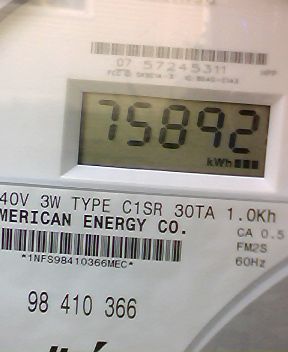 07 57245311
75892
kWh
40V 3W TYPE C1SR 30TA 1.0Kh
MERICAN ENERGY CO.
CA 0.5
FM2S
*1NFS98410366MEC*
60Hz
98 410 366